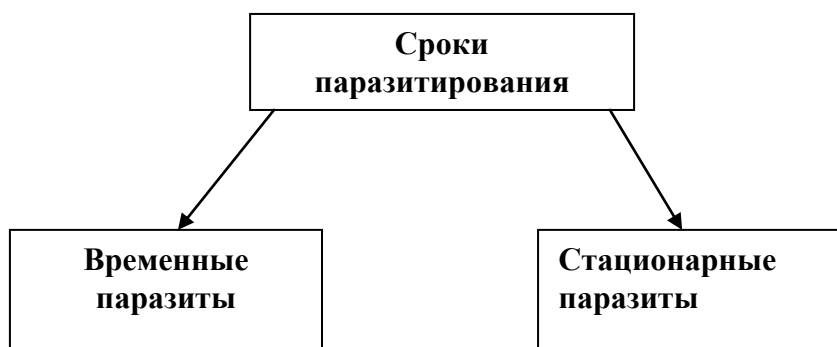 Сроки
паразитирования
Временные
паразиты
Стационарные
паразиты